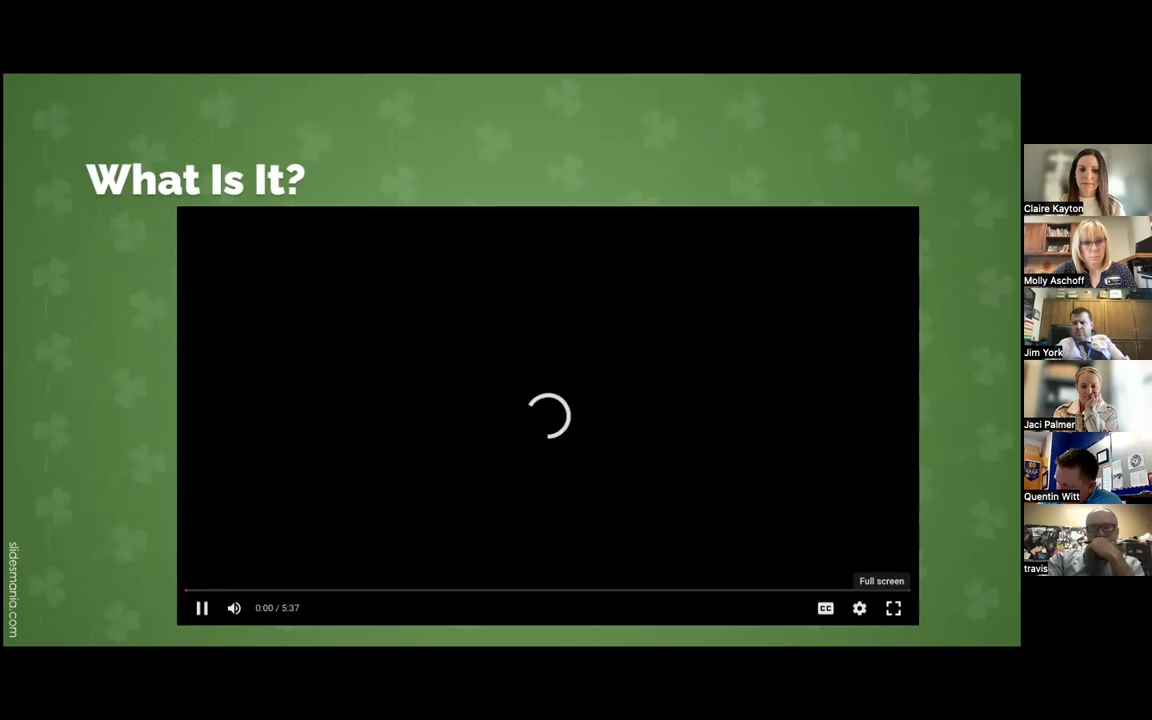 What Is It?
Full screen
0:00 / 5:37
CC
slidesmania.com
Claire Kayton
Molly Aschoff
Jim York
Jaci Palmer
Quentin Witt
travis